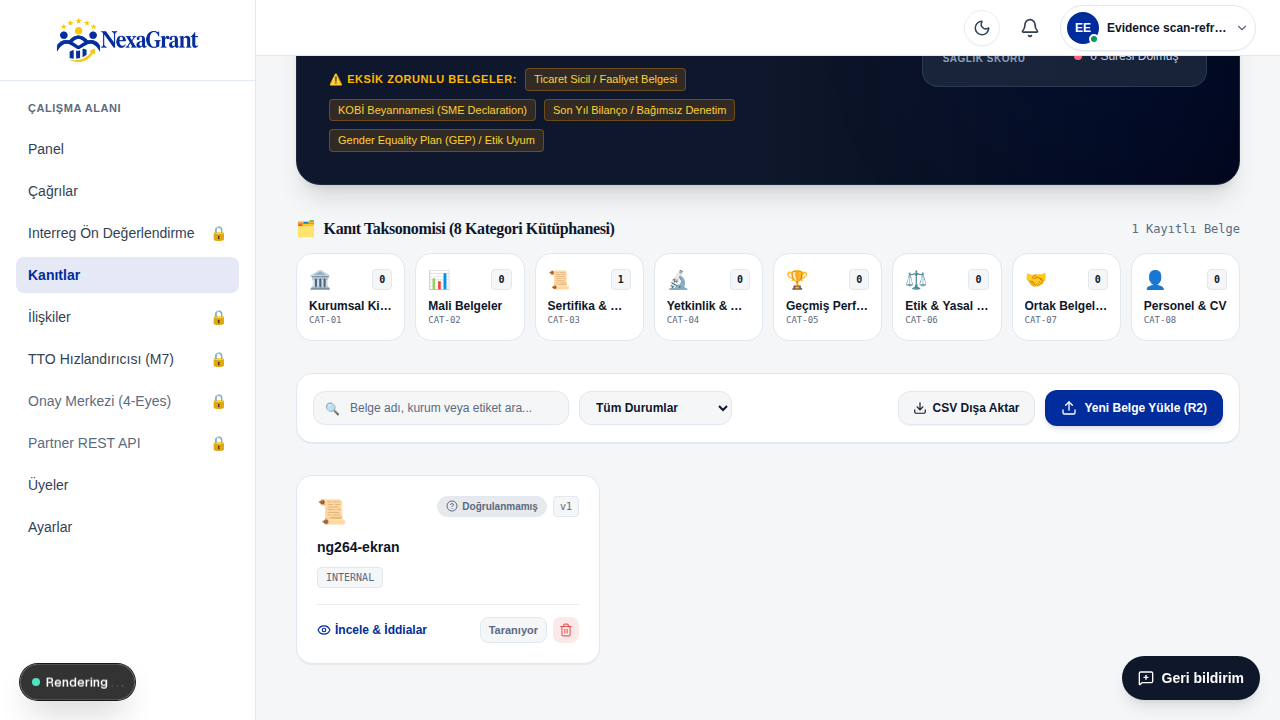 NexaGrant
ÇALIŞMA ALANI
Panel
Çağrılar
Interreg Ön Değerlendirme
Kanıtlar
İlişkiler
TTO Hızlandırıcısı (M7)
Onay Merkezi (4-Eyes)
Partner REST API
Üyeler
Ayarlar
Rendering...
EE
Evidence scan-refr...
SAĞLIK SKORU
0 Süresi Dolmuş
EKSİK ZORUNLU BELGELER:
Ticaret Sicil / Faaliyet Belgesi
KOBİ Beyannamesi (SME Declaration)
Son Yıl Bilanço / Bağımsız Denetim
Gender Equality Plan (GEP) / Etik Uyum
Kanıt Taksonomisi (8 Kategori Kütüphanesi)
1 Kayıtlı Belge
0
Kurumsal Ki...
CAT-01
0
Mali Belgeler
CAT-02
1
Sertifika & ...
CAT-03
0
Yetkinlik & ...
CAT-04
0
Geçmiş Perf...
CAT-05
0
Etik & Yasal ...
CAT-06
0
Ortak Belgel...
CAT-07
0
Personel & CV
CAT-08
Belge adı, kurum veya etiket ara...
Tüm Durumlar
CSV Dışa Aktar
Yeni Belge Yükle (R2)
Doğrulanmamış
v1
ng264-ekran
INTERNAL
İncele & İddialar
Taranıyor
Geri bildirim